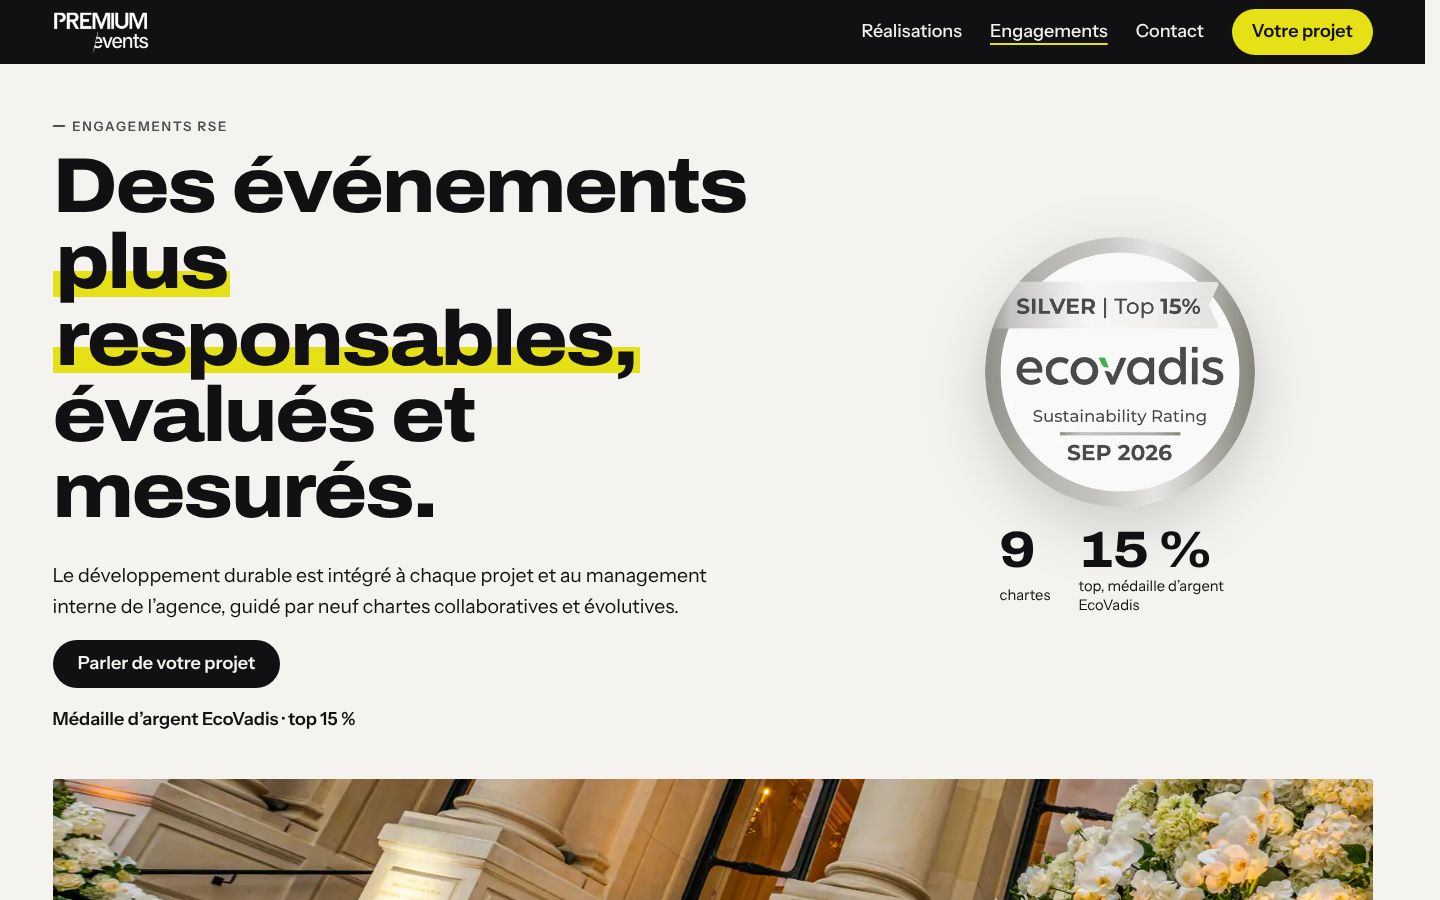 PREMIUM
events
Réalisations
Engagements
Contact
Votre projet
— ENGAGEMENTS RSE
Des événements
plus
responsables,
évalués et
mesurés.
Le développement durable est intégré à chaque projet et au management
interne de l’agence, guidé par neuf chartes collaboratives et évolutives.
Parler de votre projet
Médaille d’argent EcoVadis · top 15 %
SILVER | Top 15%
ecovadis
Sustainability Rating
SEP 2026
9
chartes
15 %
top, médaille d’argent
EcoVadis